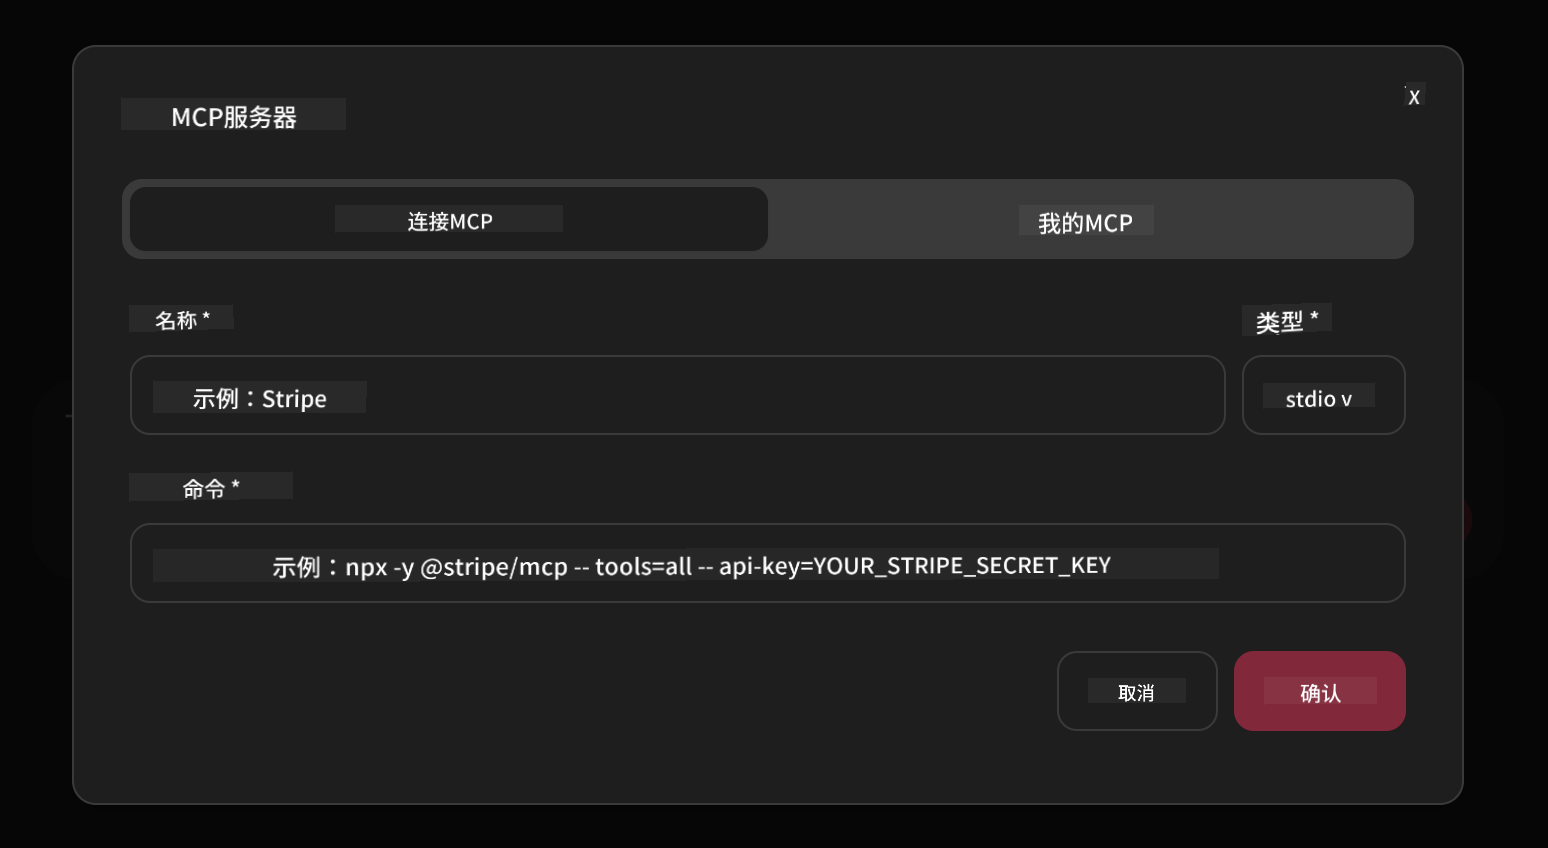 MCP服务器
X
连接MCP
我的MCP
名称 *
类型 *
示例：Stripe
stdio v
命令 *
示例：npx -y @stripe/mcp -- tools=all -- api-key=YOUR_STRIPE_SECRET_KEY
取消
确认